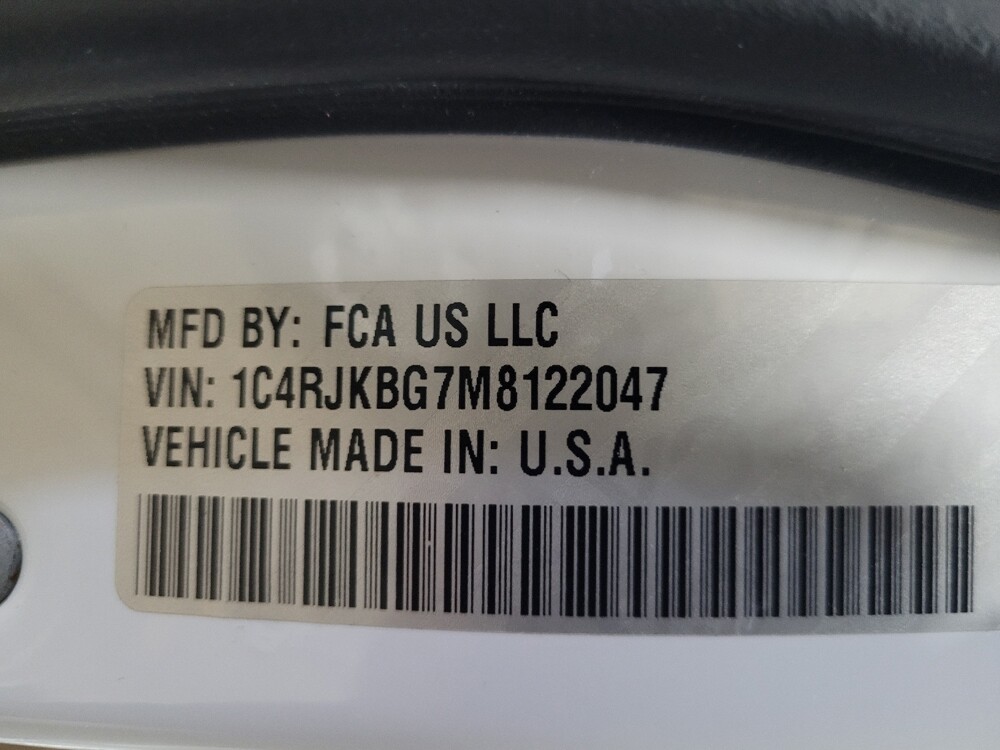 MFD BY: FCA US LLC
VIN: 1C4RJKBG7M8122047
VEHICLE MADE IN: U.S.A.